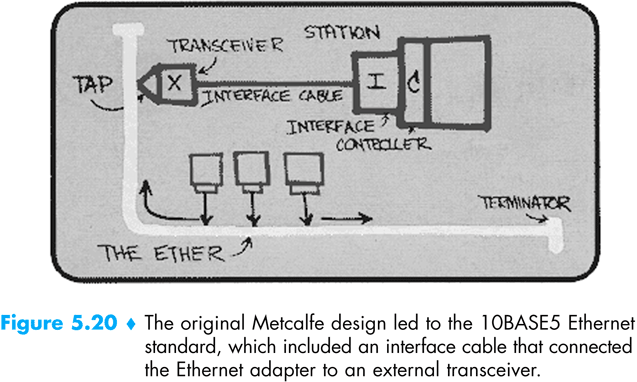 STATION
TRANSCEIVER
TAP
X
I
C
INTERFACE CABLE
INTERFACE
CONTROLLER
TERMINATOR
THE ETHER
Figure 5.20 ♦ The original Metcalfe design led to the 10BASE5 Ethernet
standard, which included an interface cable that connected
the Ethernet adapter to an external transceiver.